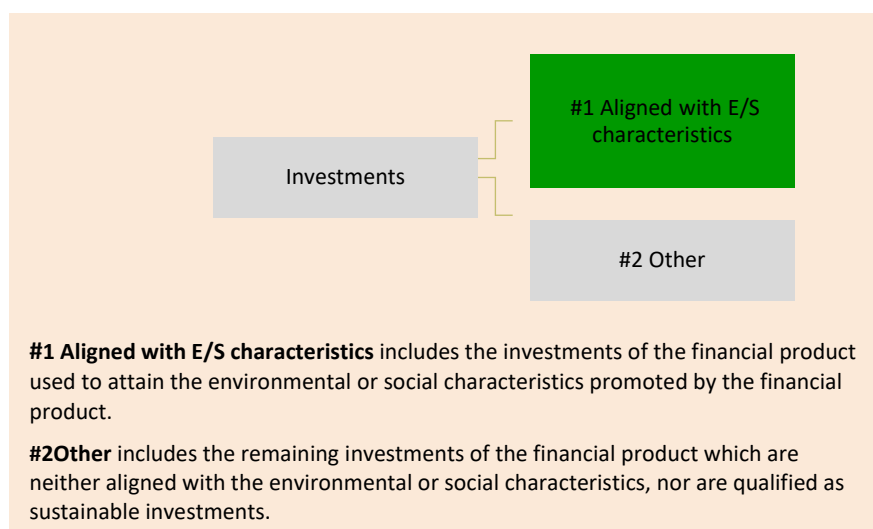 #1 Aligned with E/S
characteristics
Investments
#2 Other
#1 Aligned with E/S characteristics includes the investments of the financial product
used to attain the environmental or social characteristics promoted by the financial
product.
#2Other includes the remaining investments of the financial product which are
neither aligned with the environmental or social characteristics, nor are qualified as
sustainable investments.